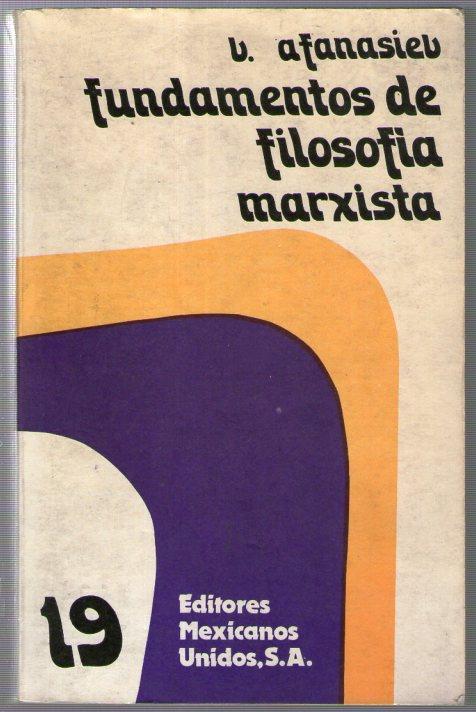 v. afanasiev
fundamentos de
filosofia
marxista
19
Editores
Mexicanos
Unidos, S.A.